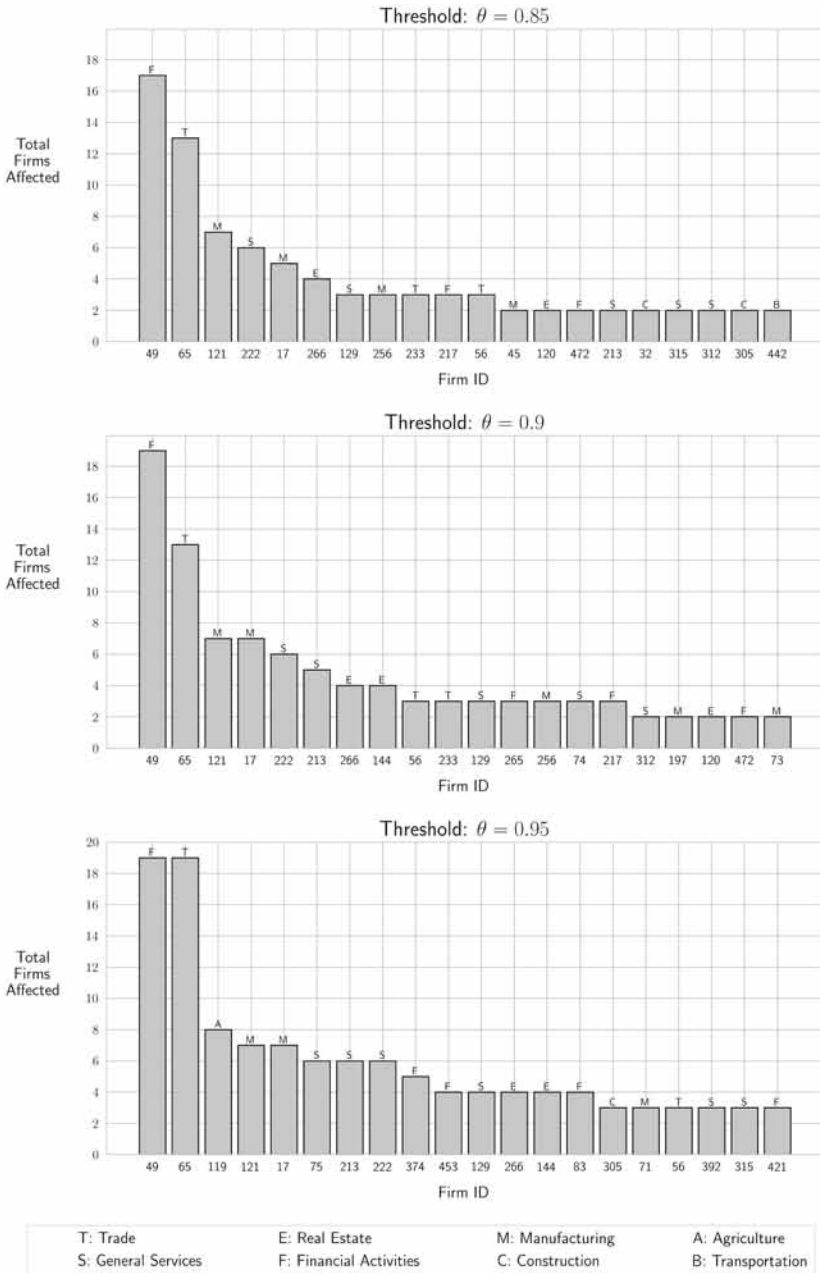 Threshold: θ = 0.85
18
16
14
12
10
8
6
4
2
0
Total
Firms
Affected
F T M S M E S M T F T M E F S C S S C B
49 65 121 222 17 266 129 256 233 217 56 45 120 472 213 32 315 312 305 442
Firm ID
Threshold: θ = 0.9
18
16
14
12
10
8
6
4
2
0
Total
Firms
Affected
F T M M S S E E T T S F M S F S M E F M
49 65 121 17 222 213 266 144 56 233 129 265 256 74 217 312 197 120 472 73
Firm ID
Threshold: θ = 0.95
20
18
16
14
12
10
8
6
4
2
0
Total
Firms
Affected
F T A M M S S S F F S E E F C M T S S F
49 65 119 121 17 75 213 222 374 453 129 266 144 83 305 71 56 392 315 421
Firm ID
T: Trade E: Real Estate M: Manufacturing A: Agriculture
S: General Services F: Financial Activities C: Construction B: Transportation